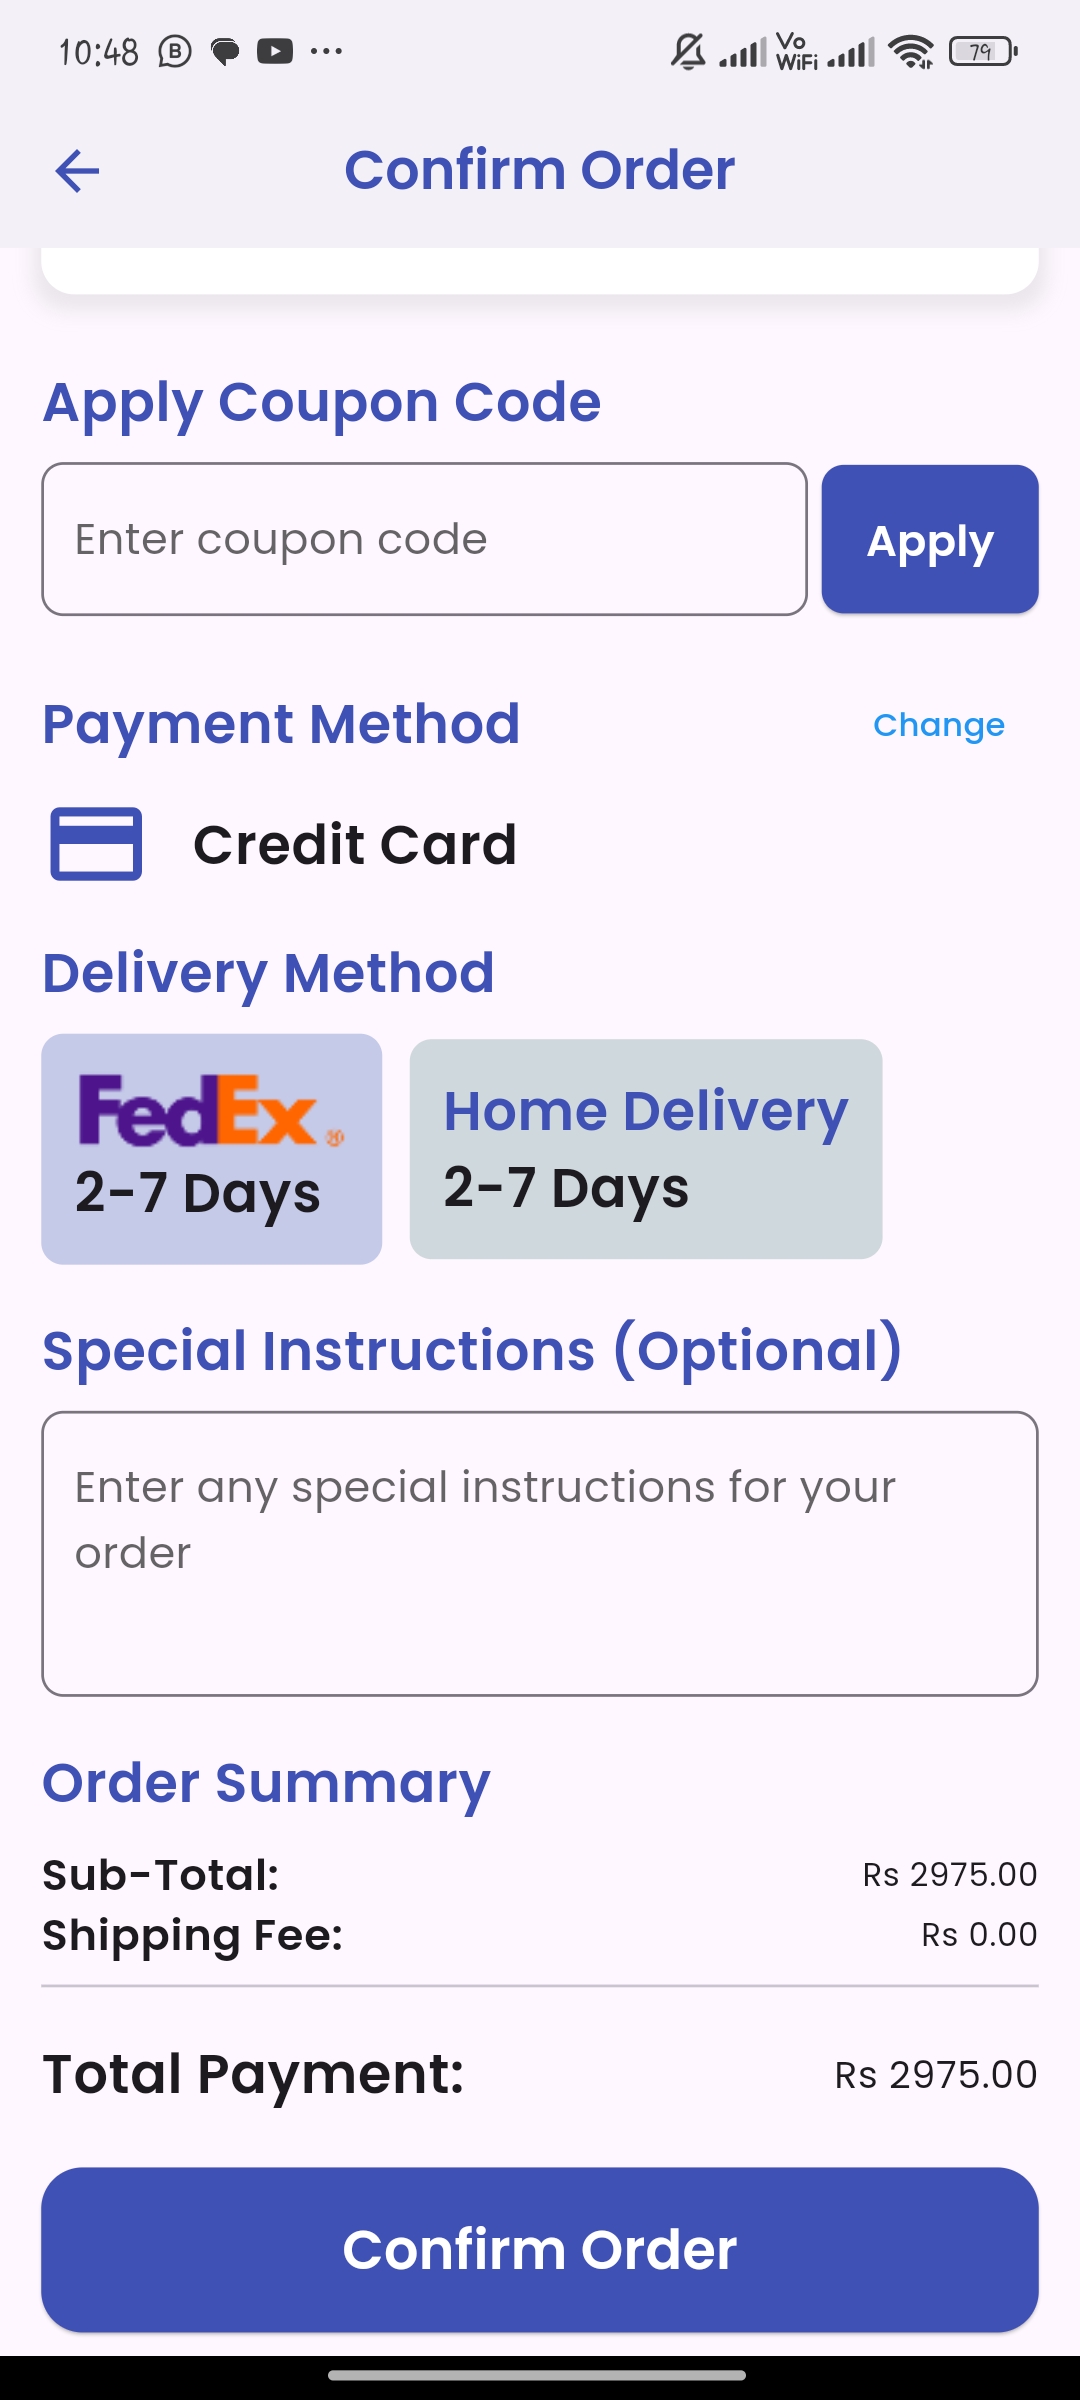 10:48
Vo
WiFi
79
Confirm Order
Apply Coupon Code
Enter coupon code
Apply
Payment Method
Change
Credit Card
Delivery Method
FedEx®
2-7 Days
Home Delivery
2-7 Days
Special Instructions (Optional)
Enter any special instructions for your
order
Order Summary
Sub-Total:
Rs 2975.00
Shipping Fee:
Rs 0.00
Total Payment:
Rs 2975.00
Confirm Order